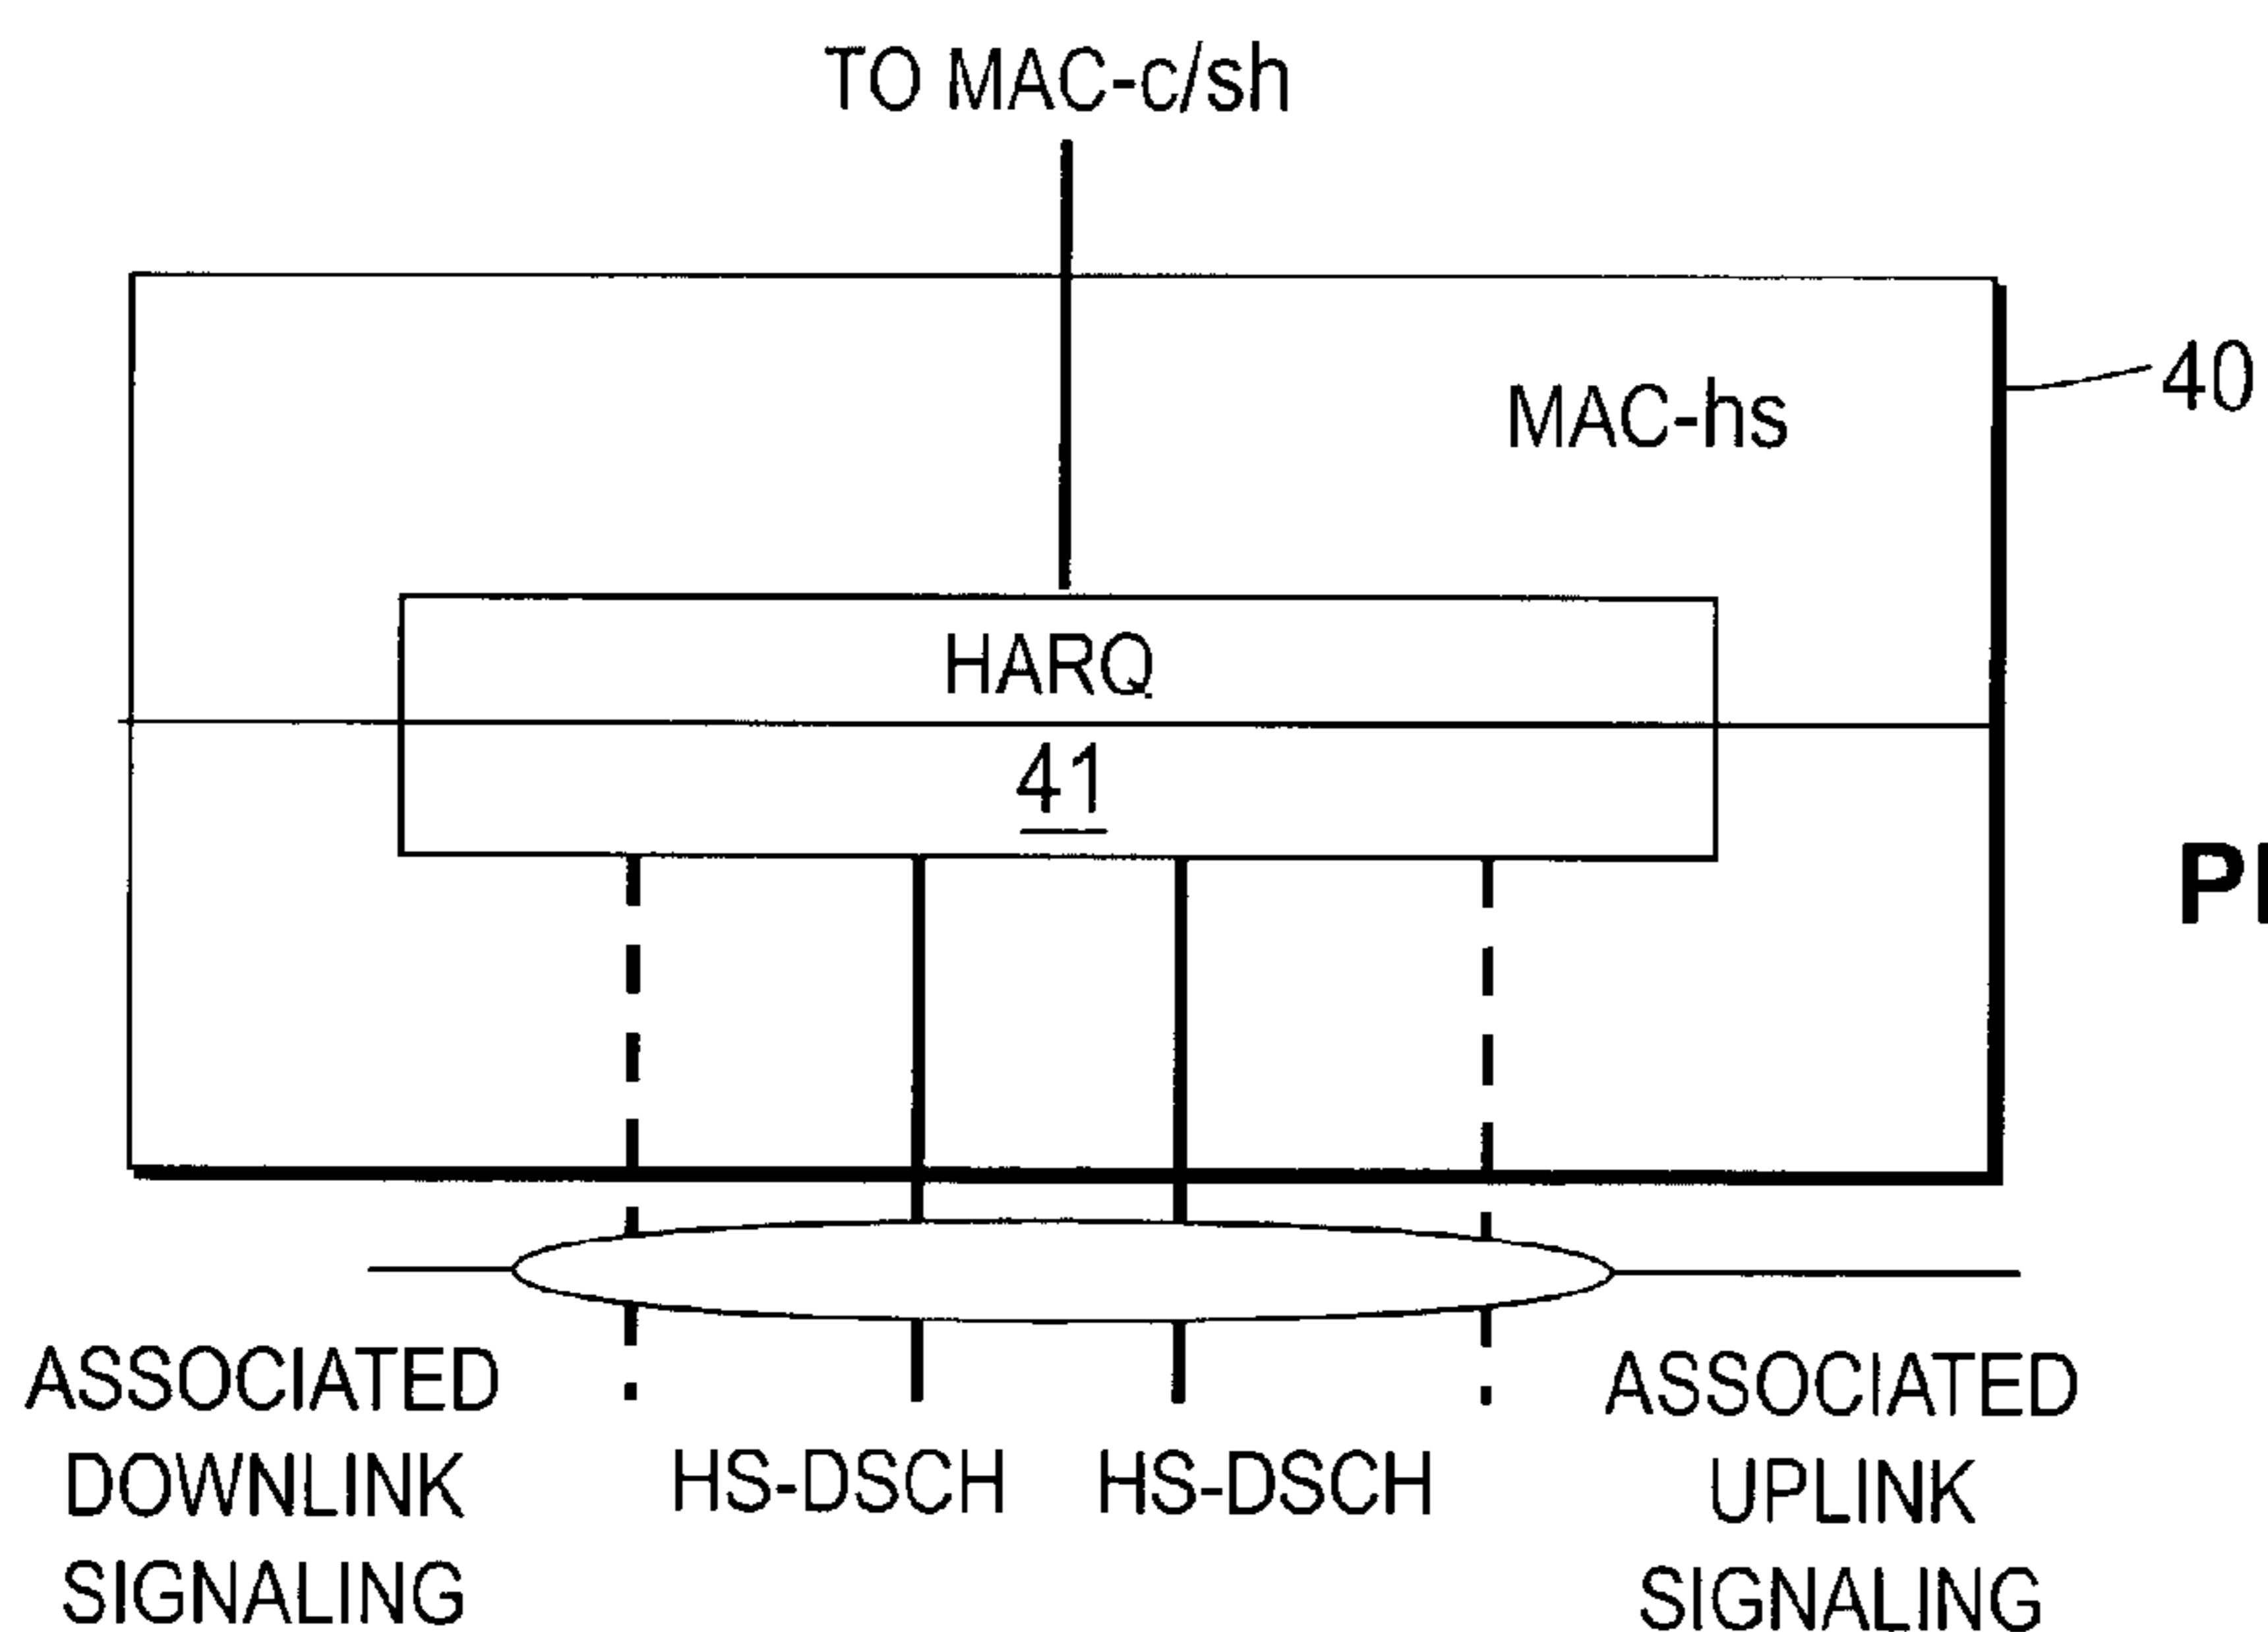 TO MAC-c/sh
MAC-hs
40
HARQ
41
ASSOCIATED
DOWNLINK
SIGNALING
HS-DSCH
HS-DSCH
ASSOCIATED
UPLINK
SIGNALING